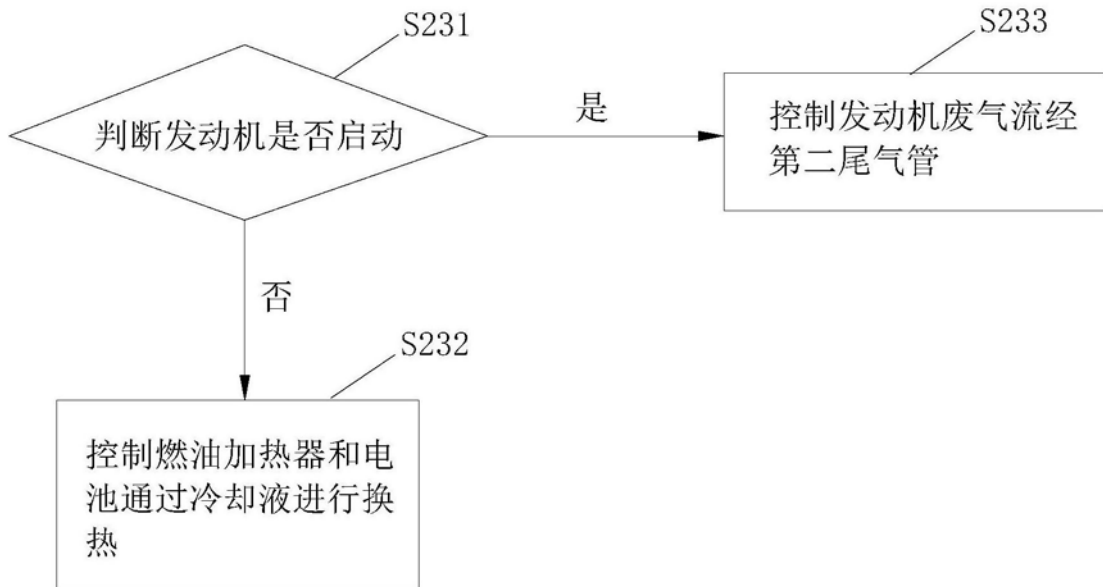 S231
判断发动机是否启动
是
S233
控制发动机废气流经
第二尾气管
否
S232
控制燃油加热器和电
池通过冷却液进行换
热